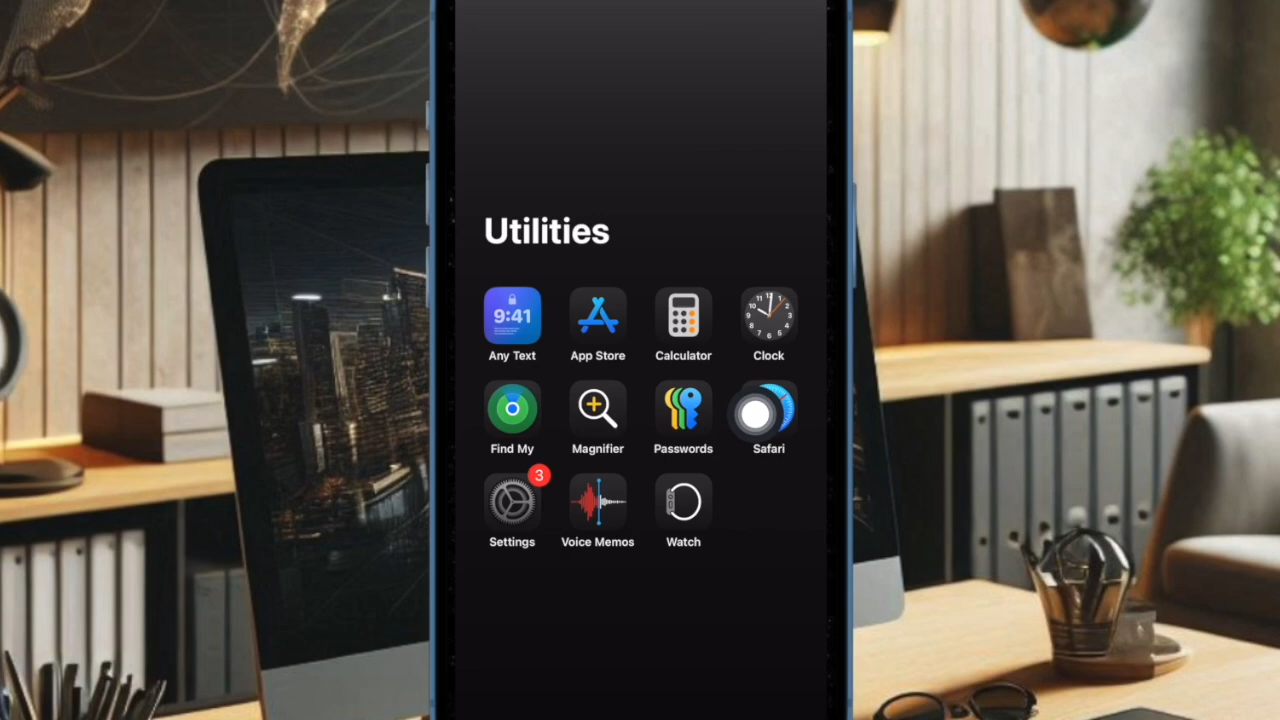 Utilities
9:41
Any Text App Store Calculator Clock
Find My Magnifier Passwords Safari
3
Settings Voice Memos Watch